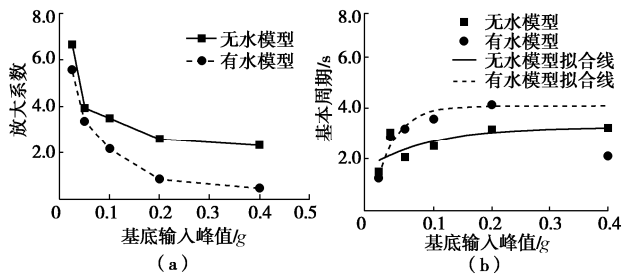 8.0
6.0
4.0
2.0
放大系数
无水模型
有水模型
0 0.1 0.2 0.3 0.4 0.5
基底输入峰值/g
(a)
8.0
6.0
4.0
2.0
基本周期/s
无水模型
有水模型
无水模型拟合线
有水模型拟合线
0 0.1 0.2 0.4
基底输入峰值/g
(b)